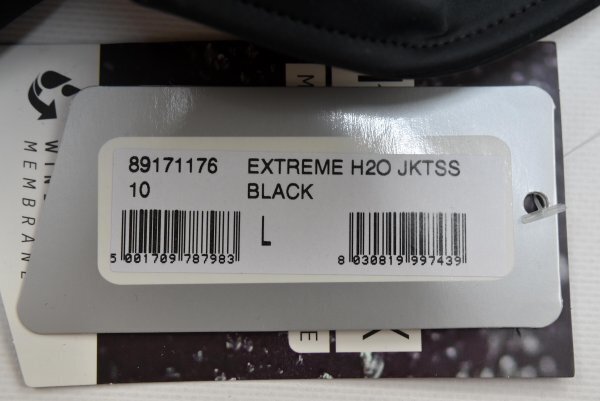 89171176 EXTREME H2O JKTSS
10 BLACK
L
5 001709 787983
8 030819 997439
MEMBRANE